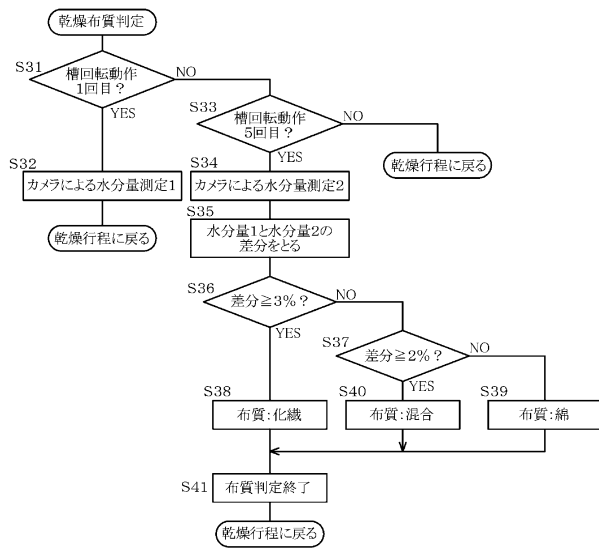 乾燥布質判定
S31
槽回転動作
1回目?
NO
YES
S32
カメラによる水分量測定1
乾燥行程に戻る
S33
槽回転動作
5回目?
NO
YES
乾燥行程に戻る
S34
カメラによる水分量測定2
S35
水分量1と水分量2の
差分をとる
S36
差分≧3%?
NO
YES
S37
差分≧2%?
NO
YES
S38
布質:化繊
S40
布質:混合
S39
布質:綿
S41
布質判定終了
乾燥行程に戻る